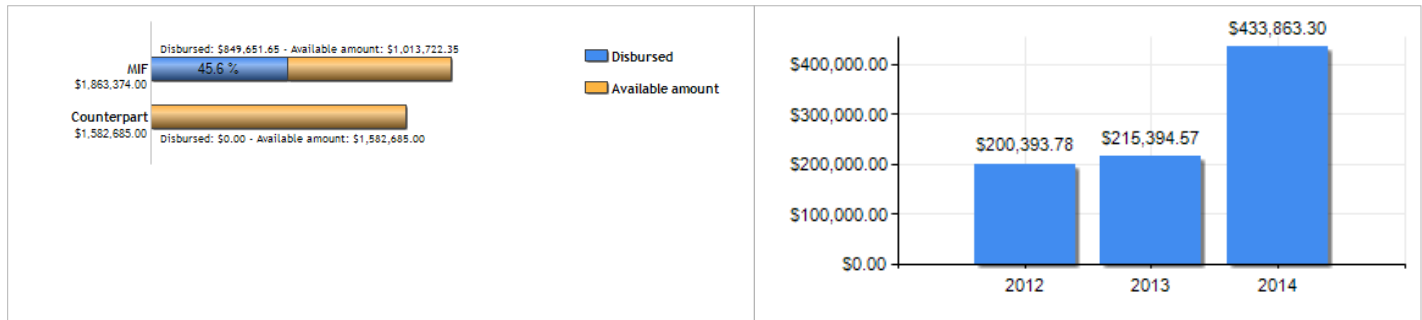 Disbursed: $849,651.65 - Available amount: $1,013,722.35
MIF
$1,863,374.00
45.6 %
Counterpart
$1,582,685.00
Disbursed: $0.00 - Available amount: $1,582,685.00
Disbursed
Available amount
$433,863.30
$400,000.00
$300,000.00
$200,393.78
$215,394.57
$200,000.00
$100,000.00
$0.00
2012
2013
2014